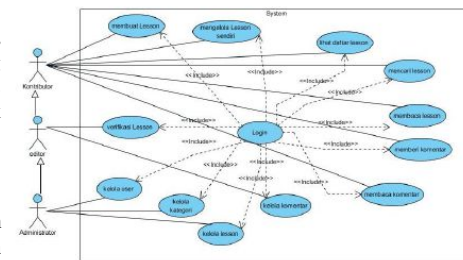 System
membuat Lesson
mengelola Lesson
sendiri
lihat daftar lesson
mencari lesson
<<Include>>
<<Include>>
<<Include>>
<<Include>>
Kontributor
membaca lesson
<<Include>>
<<Include>>
verifikasi Lesson
Login
memberi komentar
editor
<<Include>>
<<Include>>
<<Include>>
<<Include>>
<<Include>>
kelola user
membaca komentar
kelola
kategori
kelola komentar
Administrator
kelola lesson